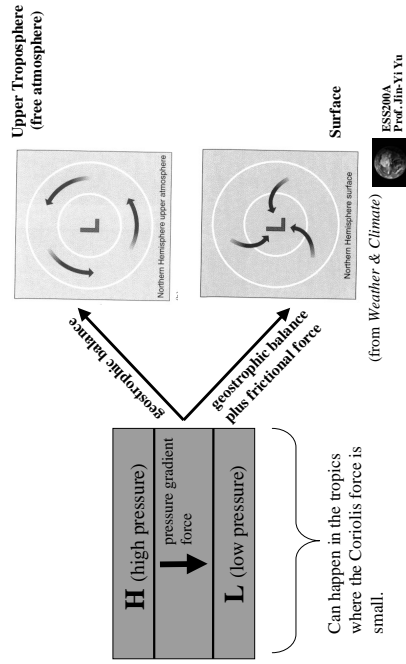 H (high pressure)
pressure gradient
force
L (low pressure)
Can happen in the tropics
where the Coriolis force is
small.
geostrophic balance
geostrophic balance
plus frictional force
Upper Troposphere
(free atmosphere)
L
Northern Hemisphere upper atmosphere
Surface
L
Northern Hemisphere surface
(from Weather & Climate)
ESS200A
Prof. Jin-Yi Yu